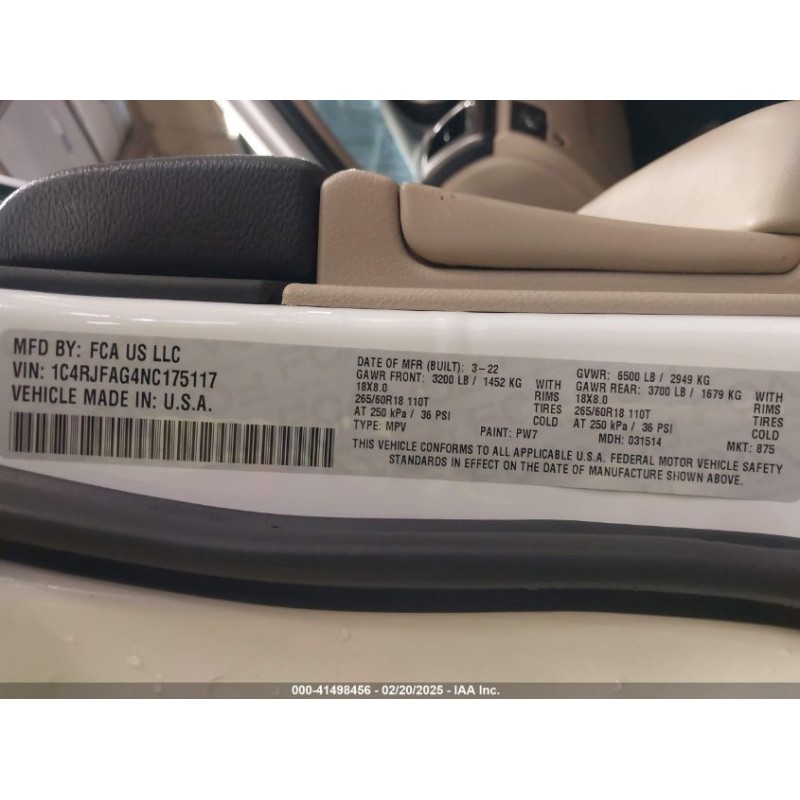 MFD BY: FCA US LLC
VIN: 1C4RJFAG4NC175117
VEHICLE MADE IN: U.S.A.
DATE OF MFR (BUILT): 3-22
GAWR FRONT: 3200 LB / 1452 KG WITH
18X8.0 RIMS
265/60R18 110T TIRES
AT 250 kPa / 36 PSI COLD
TYPE: MPV PAINT: PW7
GVWR: 6500 LB / 2949 KG
GAWR REAR: 3700 LB / 1679 KG WITH
18X8.0 RIMS
265/60R18 110T TIRES
AT 250 kPa / 36 PSI COLD
MDH: 031514 MKT: 875
THIS VEHICLE CONFORMS TO ALL APPLICABLE U.S.A. FEDERAL MOTOR VEHICLE SAFETY
STANDARDS IN EFFECT ON THE DATE OF MANUFACTURE SHOWN ABOVE.
000-41498456 - 02/20/2025 - IAA Inc.